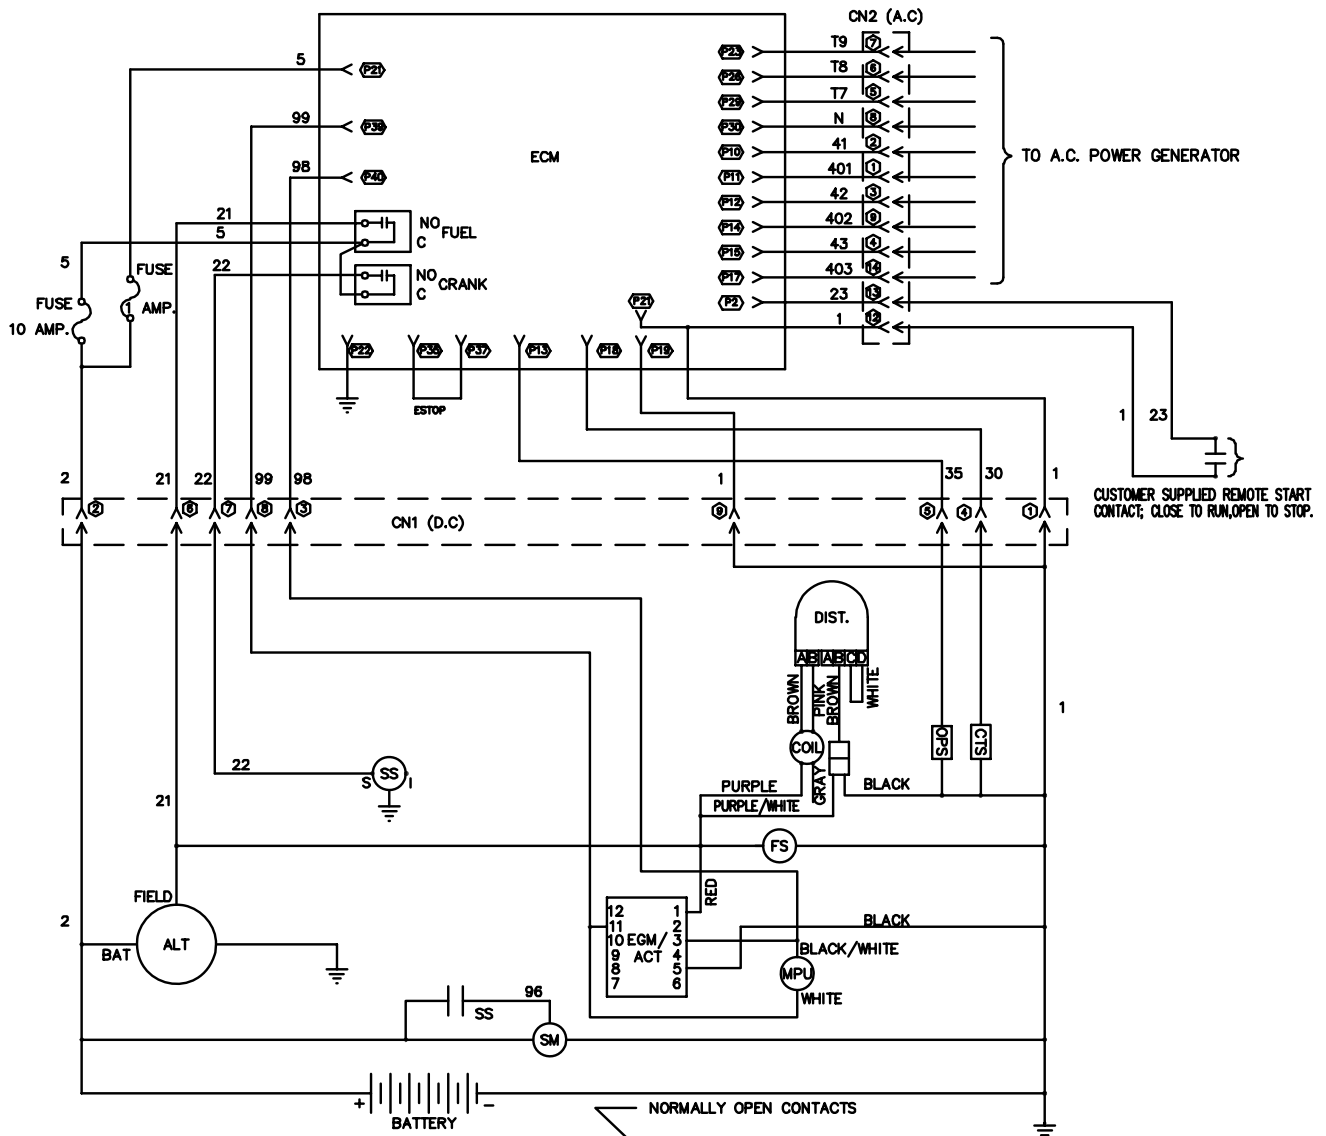 CN2 (A.C)
5
P21
P23
T9
7
P26
T8
6
P29
T7
5
99
P39
P30
N
8
ECM
P10
41
2
TO A.C. POWER GENERATOR
98
P40
P11
401
1
P12
42
3
21
NO
FUEL
P14
402
9
5
C
P15
43
4
22
NO
CRANK
P17
403
14
C
5
FUSE
1 AMP.
FUSE
10 AMP.
P21
P2
23
13
1
12
P22
P36
P37
P13
P18
P19
ESTOP
1
23
2
21
22
99
98
1
35
30
1
CUSTOMER SUPPLIED REMOTE START
CONTACT; CLOSE TO RUN,OPEN TO STOP.
2
6
7
8
3
CN1 (D.C)
9
5
4
1
DIST.
A
B
A
B
C
D
BROWN
PINK
BROWN
WHITE
1
COIL
OPS
CTS
22
S
SS
I
GRAY
PURPLE
BLACK
PURPLE/WHITE
21
FS
RED
FIELD
2
ALT
BAT
12
1
11
2
10
EGM/
3
9
ACT
4
8
5
7
6
BLACK
BLACK/WHITE
MPU
WHITE
96
SS
SM
+
BATTERY
-
NORMALLY OPEN CONTACTS